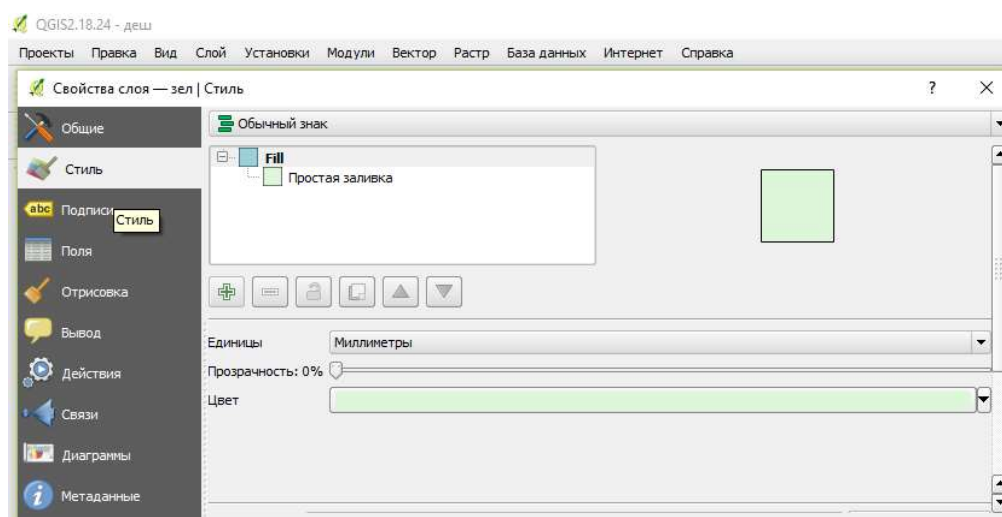 QGIS2.18.24 - деш
Проекты Правка Вид Слой Установки Модули Вектор Растр База данных Интернет Справка
Свойства слоя — зел | Стиль ?
Общие
Обычный знак
Стиль
Fill
Простая заливка
abc Подписи
Стиль
Поля
Отрисовка
Вывод
Единицы Миллиметры
Действия
Прозрачность: 0%
Цвет
Связи
Диаграммы
i Метаданные